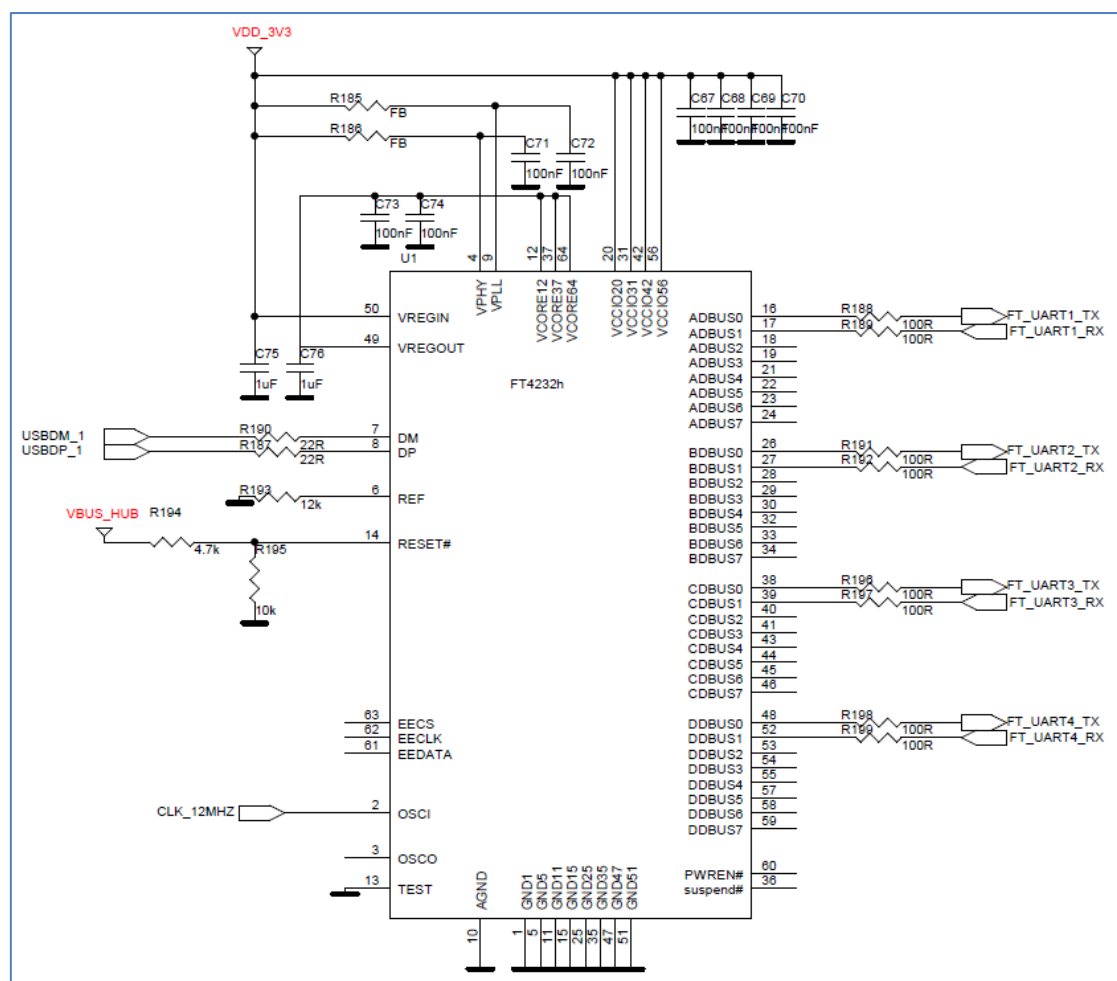 VDD_3V3
R185
FB
R186
FB
C67
C68
C69
C70
100nF
100nF
100nF
100nF
C71
100nF
C72
100nF
C73
100nF
C74
100nF
U1
4
9
12
37
64
20
31
42
56
VPHY
VPLL
VCORE12
VCORE37
VCORE64
VCCIO20
VCCIO31
VCCIO42
VCCIO56
50
VREGIN
49
VREGOUT
C75
1uF
C76
1uF
FT4232h
USBDM_1
R190
22R
7
DM
USBDP_1
R187
22R
8
DP
R193
12k
6
REF
VBUS_HUB
R194
4.7k
14
RESET#
R195
10k
63
EECS
62
EECLK
61
EEDATA
CLK_12MHZ
2
OSCI
3
OSCO
13
TEST
ADBUS0
16
R188
100R
FT_UART1_TX
ADBUS1
17
R189
100R
FT_UART1_RX
ADBUS2
18
ADBUS3
19
ADBUS4
21
ADBUS5
22
ADBUS6
23
ADBUS7
24
BDBUS0
26
R191
100R
FT_UART2_TX
BDBUS1
27
R192
100R
FT_UART2_RX
BDBUS2
28
BDBUS3
29
BDBUS4
30
BDBUS5
32
BDBUS6
33
BDBUS7
34
CDBUS0
38
R196
100R
FT_UART3_TX
CDBUS1
39
R197
100R
FT_UART3_RX
CDBUS2
40
CDBUS3
41
CDBUS4
43
CDBUS5
44
CDBUS6
45
CDBUS7
46
DDBUS0
48
R198
100R
FT_UART4_TX
DDBUS1
52
R199
100R
FT_UART4_RX
DDBUS2
53
DDBUS3
54
DDBUS4
55
DDBUS5
57
DDBUS6
58
DDBUS7
59
PWREN#
60
suspend#
36
AGND
GND1
GND5
GND11
GND15
GND25
GND35
GND47
GND51
10
1
5
11
15
25
35
47
51